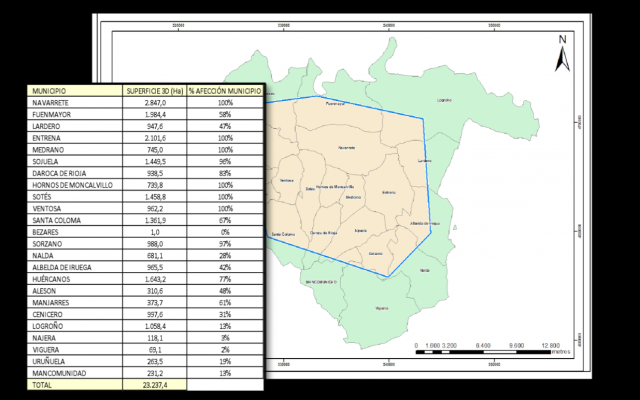 MUNICIPIO SUPERFICIE 3D (Ha) % AFECCIÓN MUNICIPIO
NAVARRETE 2.847,0 100%
FUENMAYOR 1.984,4 58%
LARDERO 947,6 47%
ENTRENA 2.101,6 100%
MEDRANO 745,0 100%
SOJUELA 1.449,5 96%
DAROCA DE RIOJA 938,5 83%
HORNOS DE MONCALVILLO 739,8 100%
SOTÉS 1.458,8 100%
VENTOSA 962,2 100%
SANTA COLOMA 1.361,9 67%
BEZARES 1,0 0%
SORZANO 988,0 97%
NALDA 681,1 28%
ALBELDA DE IRUEGA 965,5 42%
HUÉRCANOS 1.643,2 77%
ALESON 310,6 48%
MANJARRES 373,7 61%
CENICERO 997,6 31%
LOGROÑO 1.058,4 13%
NAJERA 118,1 3%
VIGUERA 69,1 2%
URUÑUELA 263,5 19%
MANCOMUNIDAD 231,2 13%
TOTAL 23.237,4
N
Logroño
Fuenmayor
Navarrete
Lardero
Ventosa
Sotés
Hornos de Moncalvillo
Medrano
Entrena
Santa Coloma
Daroca de Rioja
Sojuela
Albelda de Iregua
Sorzano
Nalda
Viguera
0 1.600 3.200 6.400 9.600 12.800